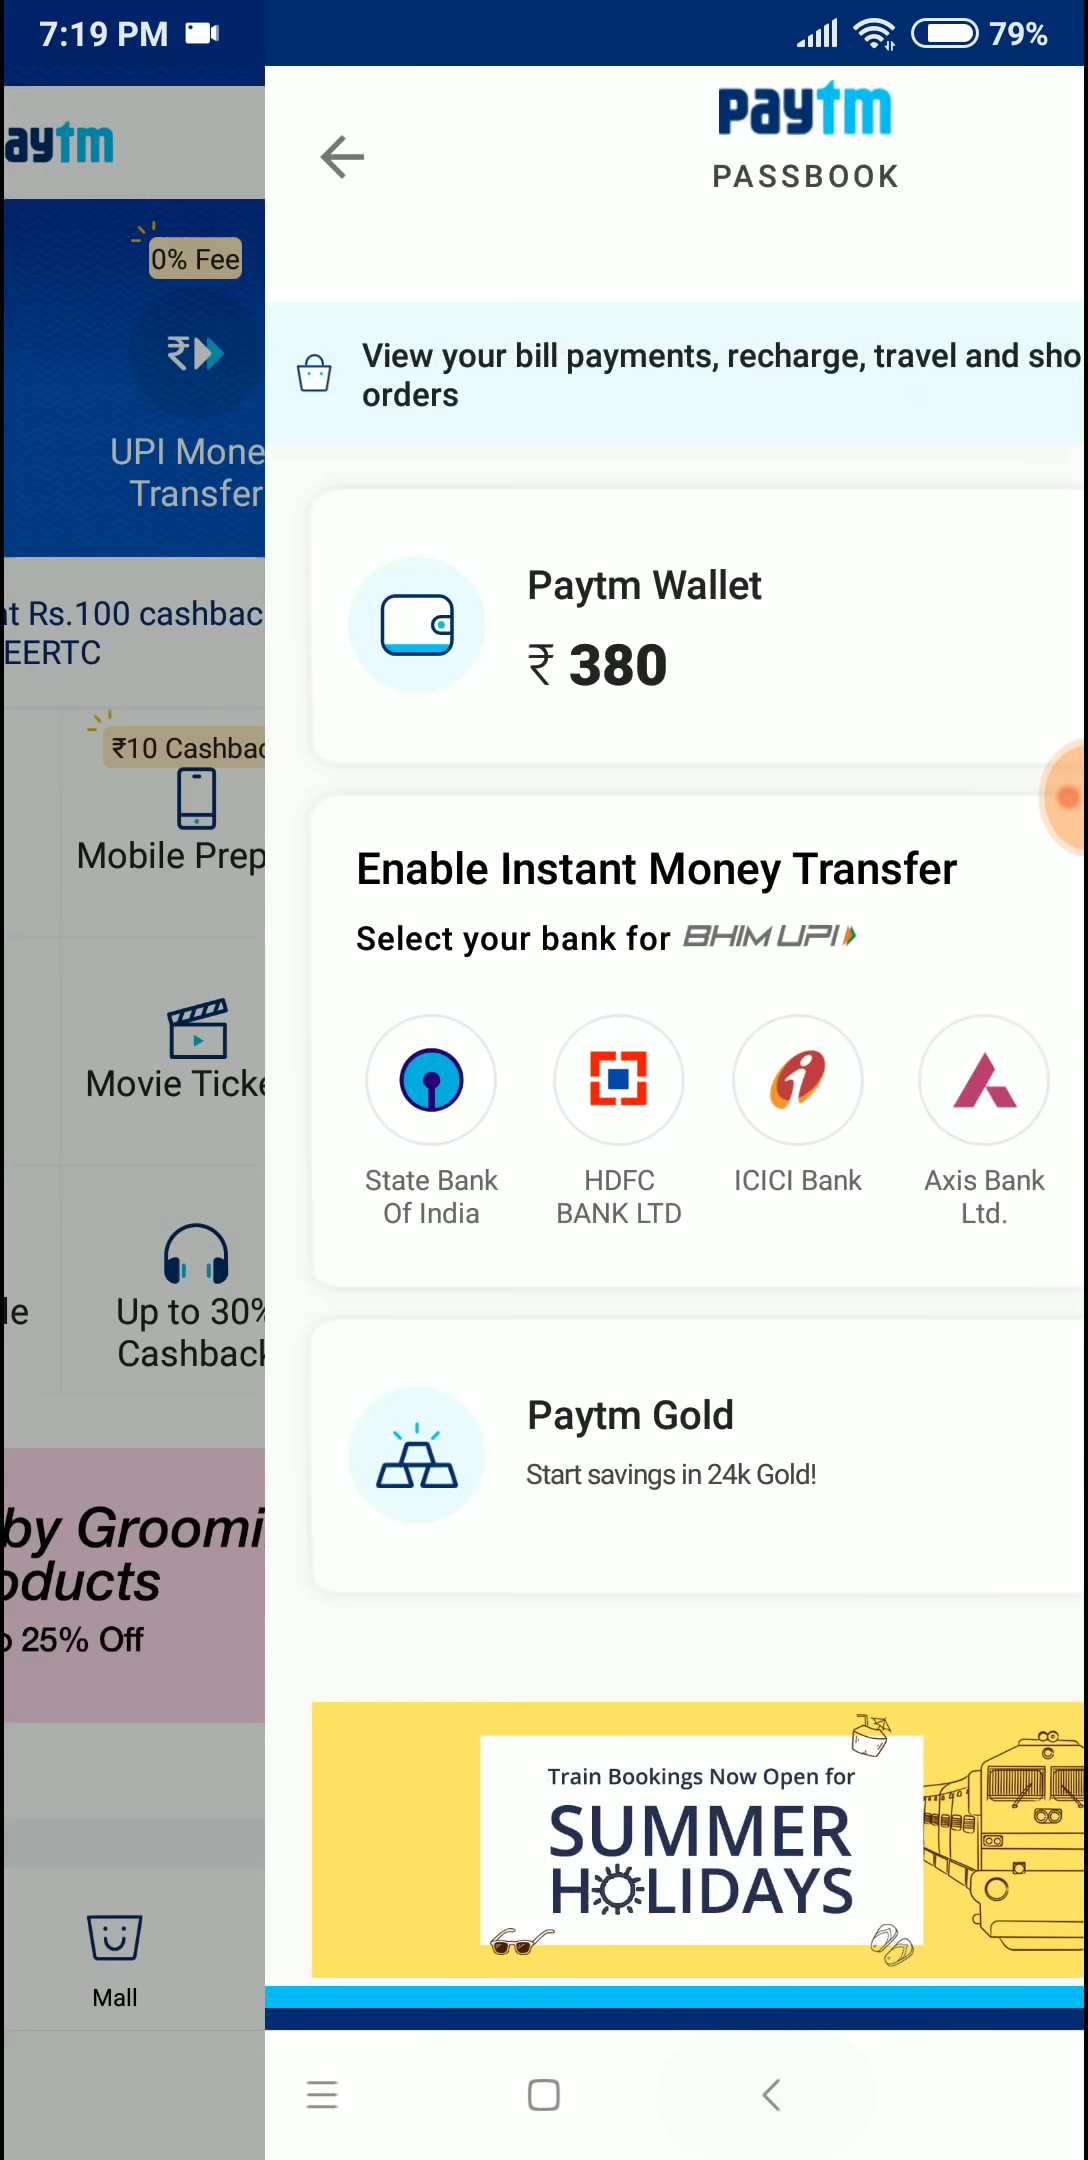 7:19 PM
79%
aytm
0% Fee
₹
UPI Mone
Transfer
at Rs.100 cashbac
EERTC
₹10 Cashbac
Mobile Prep
Movie Ticke
le
Up to 30%
Cashback
by Groomi
oducts
o 25% Off
Mall
paytm
PASSBOOK
View your bill payments, recharge, travel and sho
orders
Paytm Wallet
₹ 380
Enable Instant Money Transfer
Select your bank for BHIM UPI
State Bank
Of India
HDFC
BANK LTD
ICICI Bank
Axis Bank
Ltd.
Paytm Gold
Start savings in 24k Gold!
Train Bookings Now Open for
SUMMER
HOLIDAYS